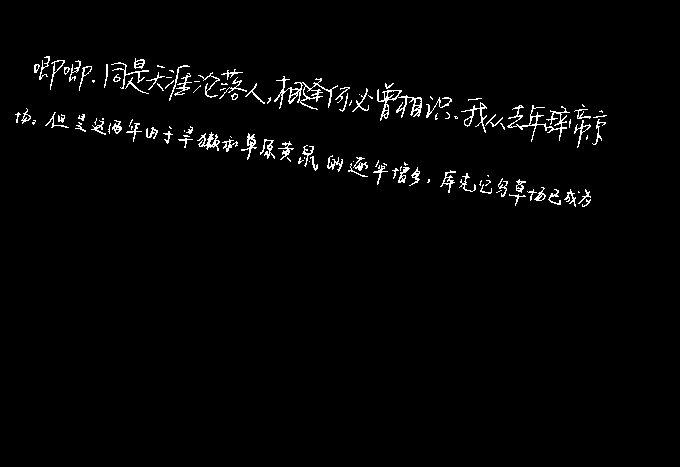 唧唧.同是天涯沦落人,相逢何必曾相识.我从去年辞帝京
场。但是这两年由于旱獭和草原黄鼠的逐年增多，库克它乌草场已成为